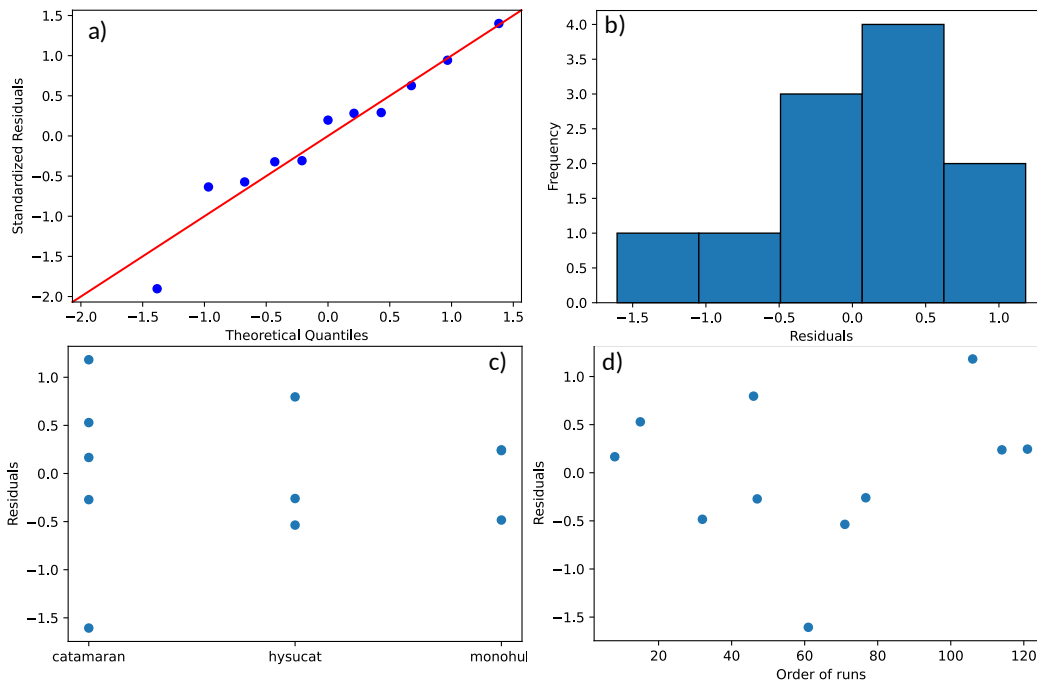 a)
1.5
1.0
0.5
0.0
−0.5
−1.0
−1.5
−2.0
Standardized Residuals
−2.0 −1.5 −1.0 −0.5 0.0 0.5 1.0 1.5
Theoretical Quantiles
b)
4.0
3.5
3.0
2.5
2.0
1.5
1.0
0.5
0.0
Frequency
−1.5 −1.0 −0.5 0.0 0.5 1.0
Residuals
c)
1.0
0.5
0.0
−0.5
−1.0
−1.5
Residuals
catamaran hysucat monohul
d)
1.0
0.5
0.0
−0.5
−1.0
−1.5
Residuals
20 40 60 80 100 120
Order of runs